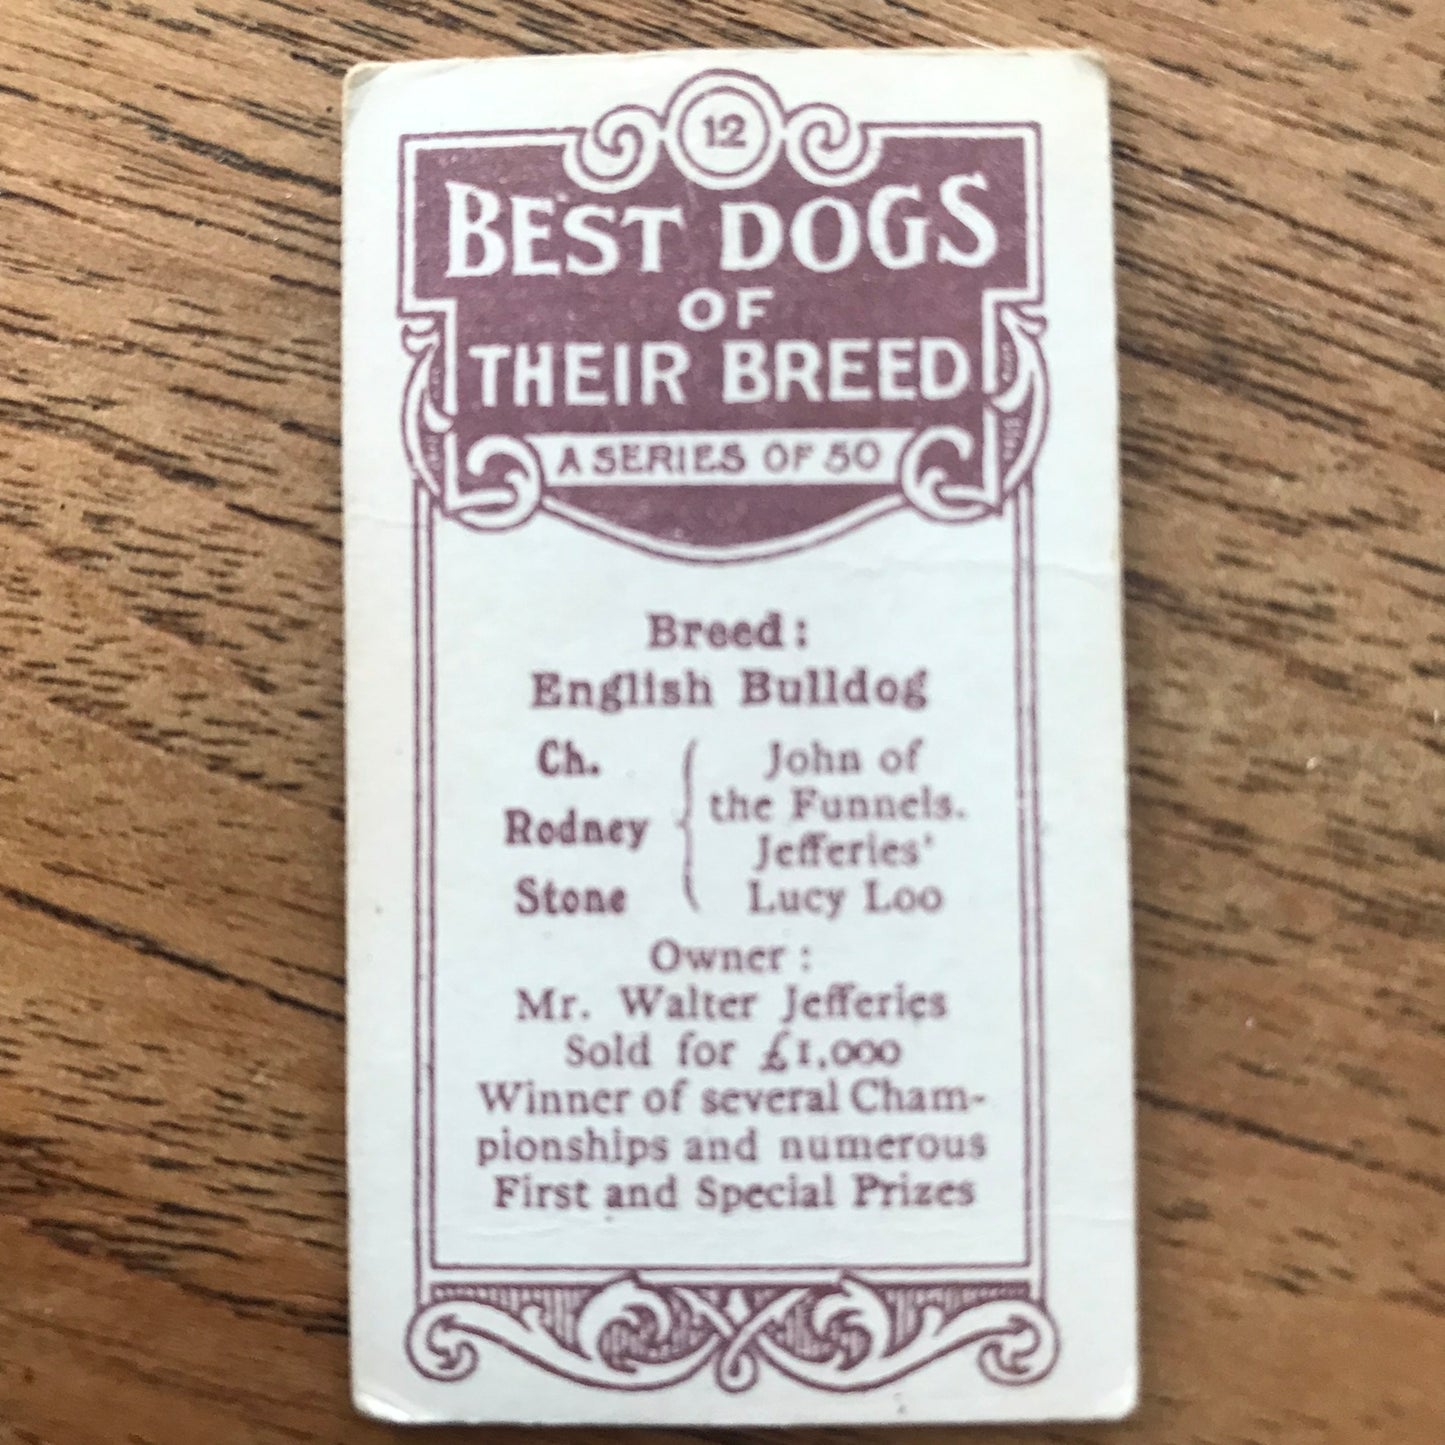 12
BEST DOGS
OF
THEIR BREED
A SERIES OF 50
Breed:
English Bulldog
Ch.
Rodney
Stone
John of
the Funnels.
Jefferies'
Lucy Loo
Owner:
Mr. Walter Jefferies
Sold for £1,000
Winner of several Cham-
pionships and numerous
First and Special Prizes